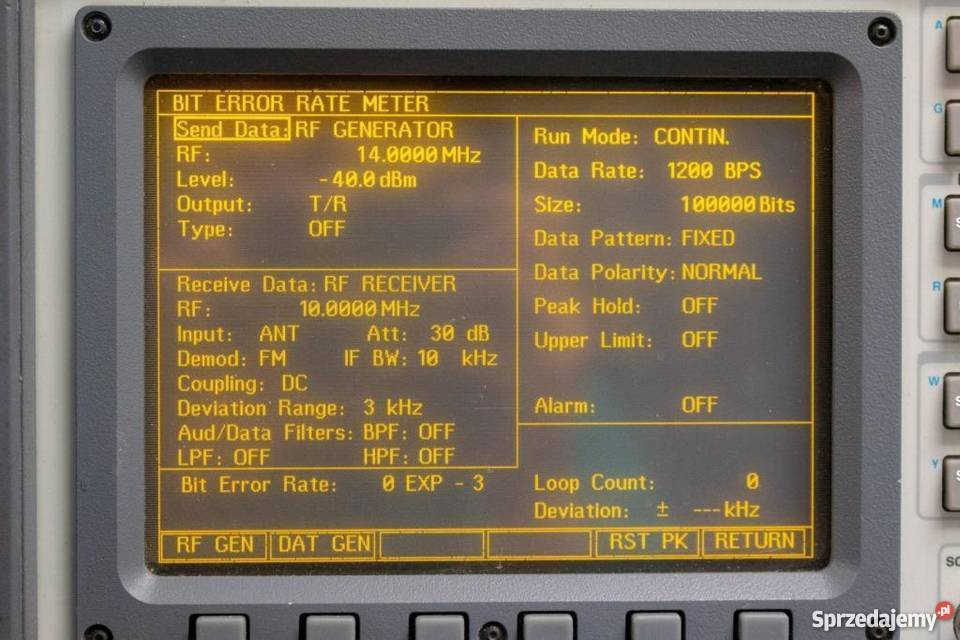 BIT ERROR RATE METER
Send Data: RF GENERATOR
RF: 14.0000 MHz
Level: -40.0 dBm
Output: T/R
Type: OFF
Receive Data: RF RECEIVER
RF: 10.0000 MHz
Input: ANT Att: 30 dB
Demod: FM IF BW: 10 kHz
Coupling: DC
Deviation Range: 3 kHz
Aud/Data Filters: BPF: OFF
LPF: OFF HPF: OFF
Bit Error Rate: 0 EXP - 3
Run Mode: CONTIN.
Data Rate: 1200 BPS
Size: 100000 Bits
Data Pattern: FIXED
Data Polarity: NORMAL
Peak Hold: OFF
Upper Limit: OFF
Alarm: OFF
Loop Count: 0
Deviation: ± --- kHz
RF GEN DAT GEN RST PK RETURN
A
G
M
S
R
W
S
Y
S
Sprzedajemy.pl